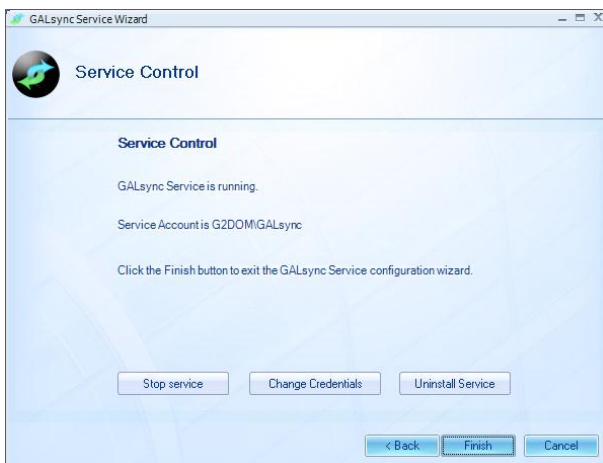 GALsync Service Wizard
Service Control
Service Control
GALsync Service is running.
Service Account is G2DOM\GALsync
Click the Finish button to exit the GALsync Service configuration wizard.
Stop service Change Credentials Uninstall Service
< Back Finish Cancel